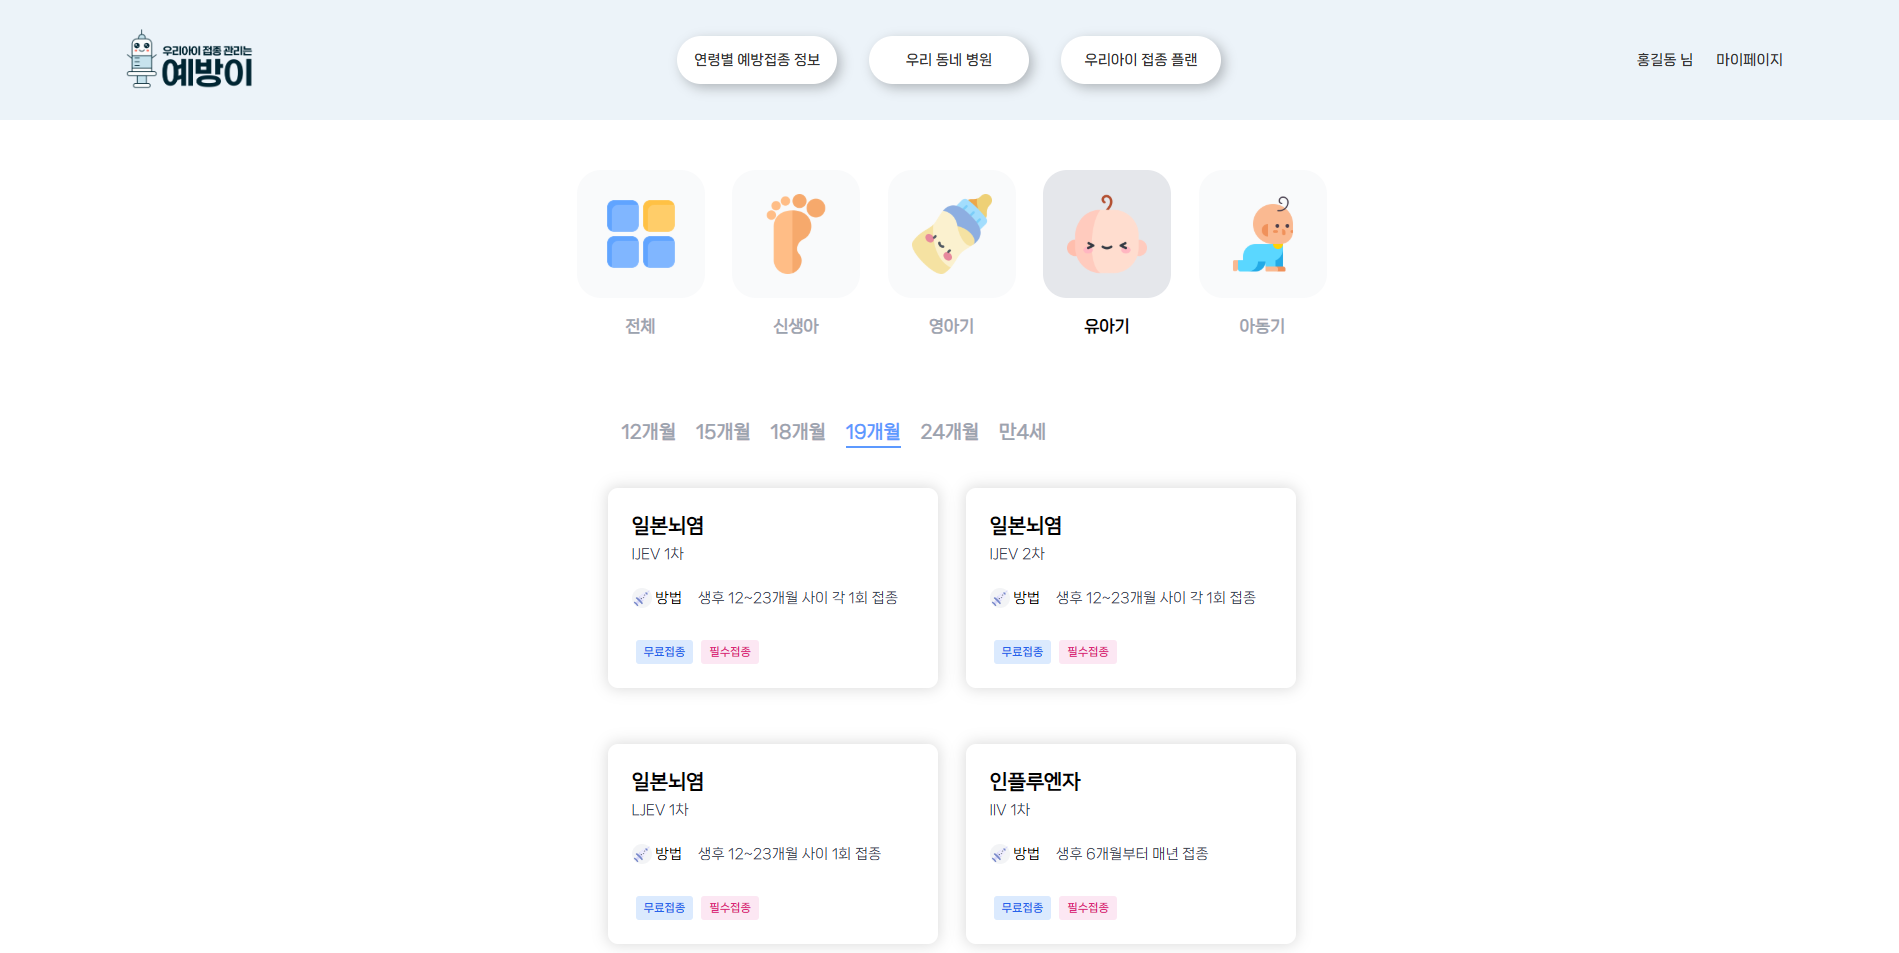 우리아이 접종 관리는
예방이
연령별 예방접종 정보
우리 동네 병원
우리아이 접종 플랜
홍길동 님
마이페이지
전체
신생아
영아기
유아기
아동기
12개월 15개월 18개월 19개월 24개월 만4세
일본뇌염
IJEV 1차
방법 생후 12~23개월 사이 각 1회 접종
무료접종 필수접종
일본뇌염
IJEV 2차
방법 생후 12~23개월 사이 각 1회 접종
무료접종 필수접종
일본뇌염
LJEV 1차
방법 생후 12~23개월 사이 1회 접종
무료접종 필수접종
인플루엔자
IIV 1차
방법 생후 6개월부터 매년 접종
무료접종 필수접종